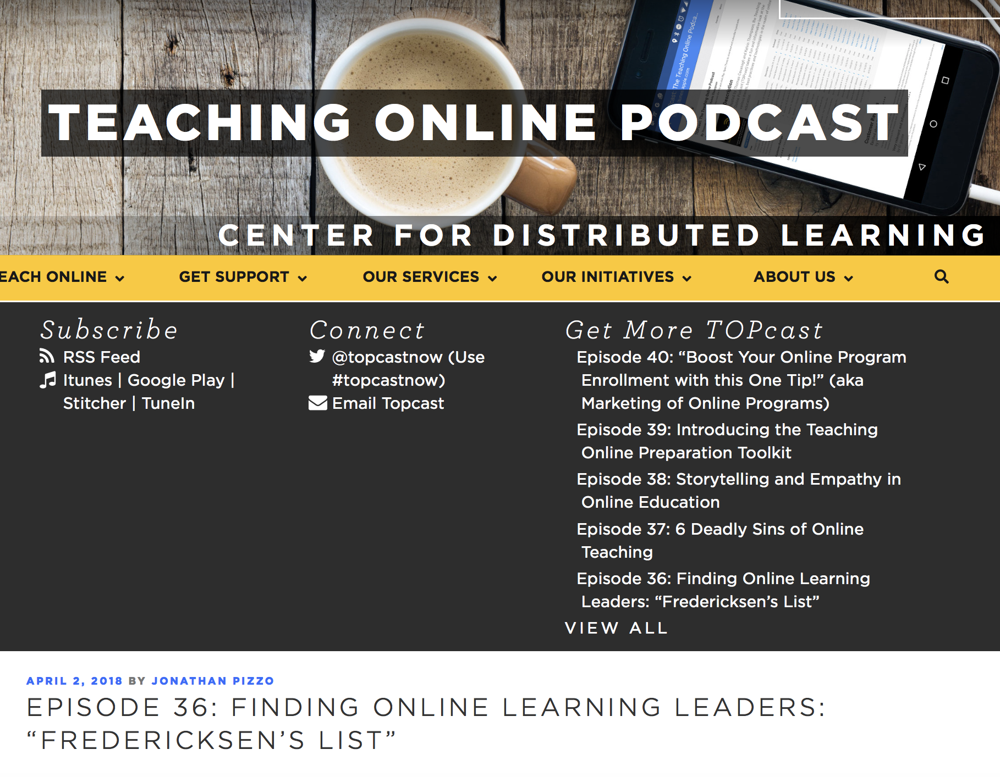 TEACHING ONLINE PODCAST
CENTER FOR DISTRIBUTED LEARNING
EACH ONLINE
GET SUPPORT
OUR SERVICES
OUR INITIATIVES
ABOUT US
Subscribe
RSS Feed
Itunes | Google Play |
Stitcher | TuneIn
Connect
@topcastnow (Use
#topcastnow)
Email Topcast
Get More TOPcast
Episode 40: “Boost Your Online Program
Enrollment with this One Tip!” (aka
Marketing of Online Programs)
Episode 39: Introducing the Teaching
Online Preparation Toolkit
Episode 38: Storytelling and Empathy in
Online Education
Episode 37: 6 Deadly Sins of Online
Teaching
Episode 36: Finding Online Learning
Leaders: “Fredericksen’s List”
VIEW ALL
APRIL 2, 2018 BY JONATHAN PIZZO
EPISODE 36: FINDING ONLINE LEARNING LEADERS:
“FREDERICKSEN’S LIST”